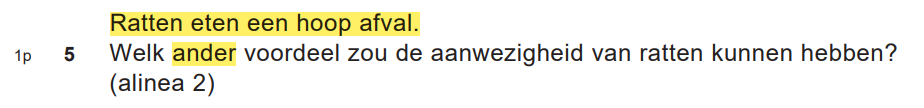 Ratten eten een hoop afval.
1p 5 Welk ander voordeel zou de aanwezigheid van ratten kunnen hebben?
(alinea 2)